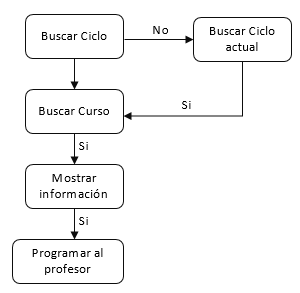 Buscar Ciclo
No
Buscar Ciclo
actual
Buscar Curso
Si
Si
Mostrar
información
Si
Programar al
profesor